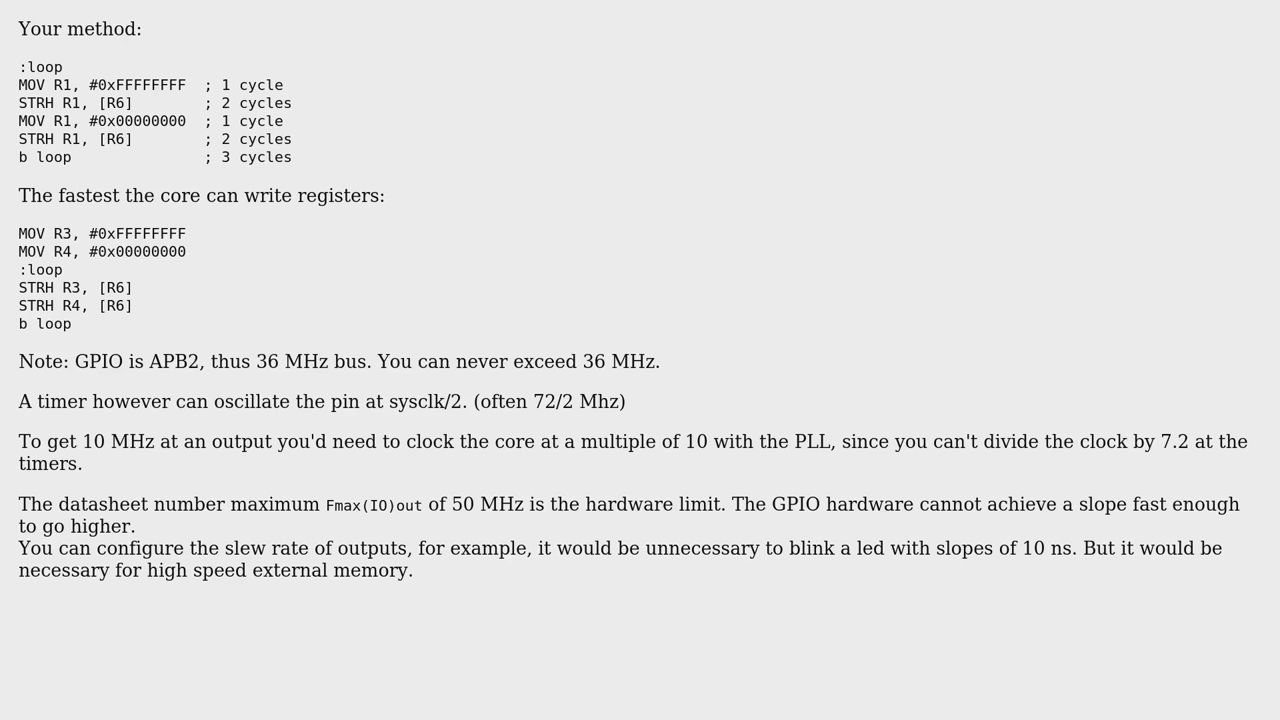 Your method:
:loop
MOV R1, #0xFFFFFFFF  ; 1 cycle
STRH R1, [R6]        ; 2 cycles
MOV R1, #0x00000000  ; 1 cycle
STRH R1, [R6]        ; 2 cycles
b loop               ; 3 cycles
The fastest the core can write registers:
MOV R3, #0xFFFFFFFF
MOV R4, #0x00000000
:loop
STRH R3, [R6]
STRH R4, [R6]
b loop
Note: GPIO is APB2, thus 36 MHz bus. You can never exceed 36 MHz.
A timer however can oscillate the pin at sysclk/2. (often 72/2 Mhz)
To get 10 MHz at an output you'd need to clock the core at a multiple of 10 with the PLL, since you can't divide the clock by 7.2 at the
timers.
The datasheet number maximum Fmax(IO)out of 50 MHz is the hardware limit. The GPIO hardware cannot achieve a slope fast enough
to go higher.
You can configure the slew rate of outputs, for example, it would be unnecessary to blink a led with slopes of 10 ns. But it would be
necessary for high speed external memory.